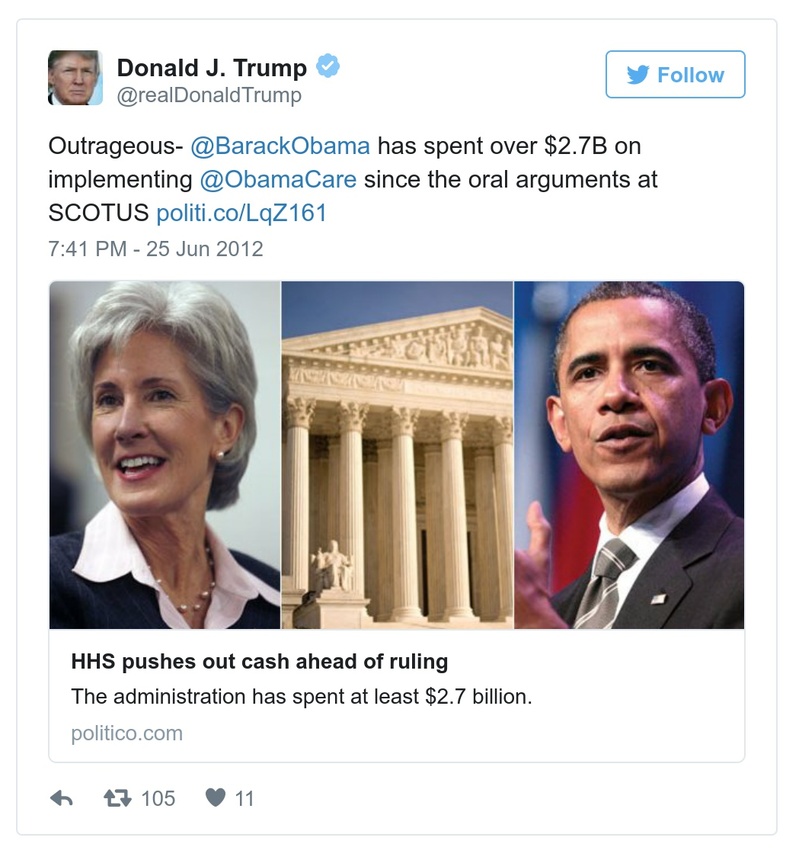 Donald J. Trump
@realDonaldTrump
Follow
Outrageous- @BarackObama has spent over $2.7B on
implementing @ObamaCare since the oral arguments at
SCOTUS politi.co/LqZ161
7:41 PM - 25 Jun 2012
HHS pushes out cash ahead of ruling
The administration has spent at least $2.7 billion.
politico.com
105 11